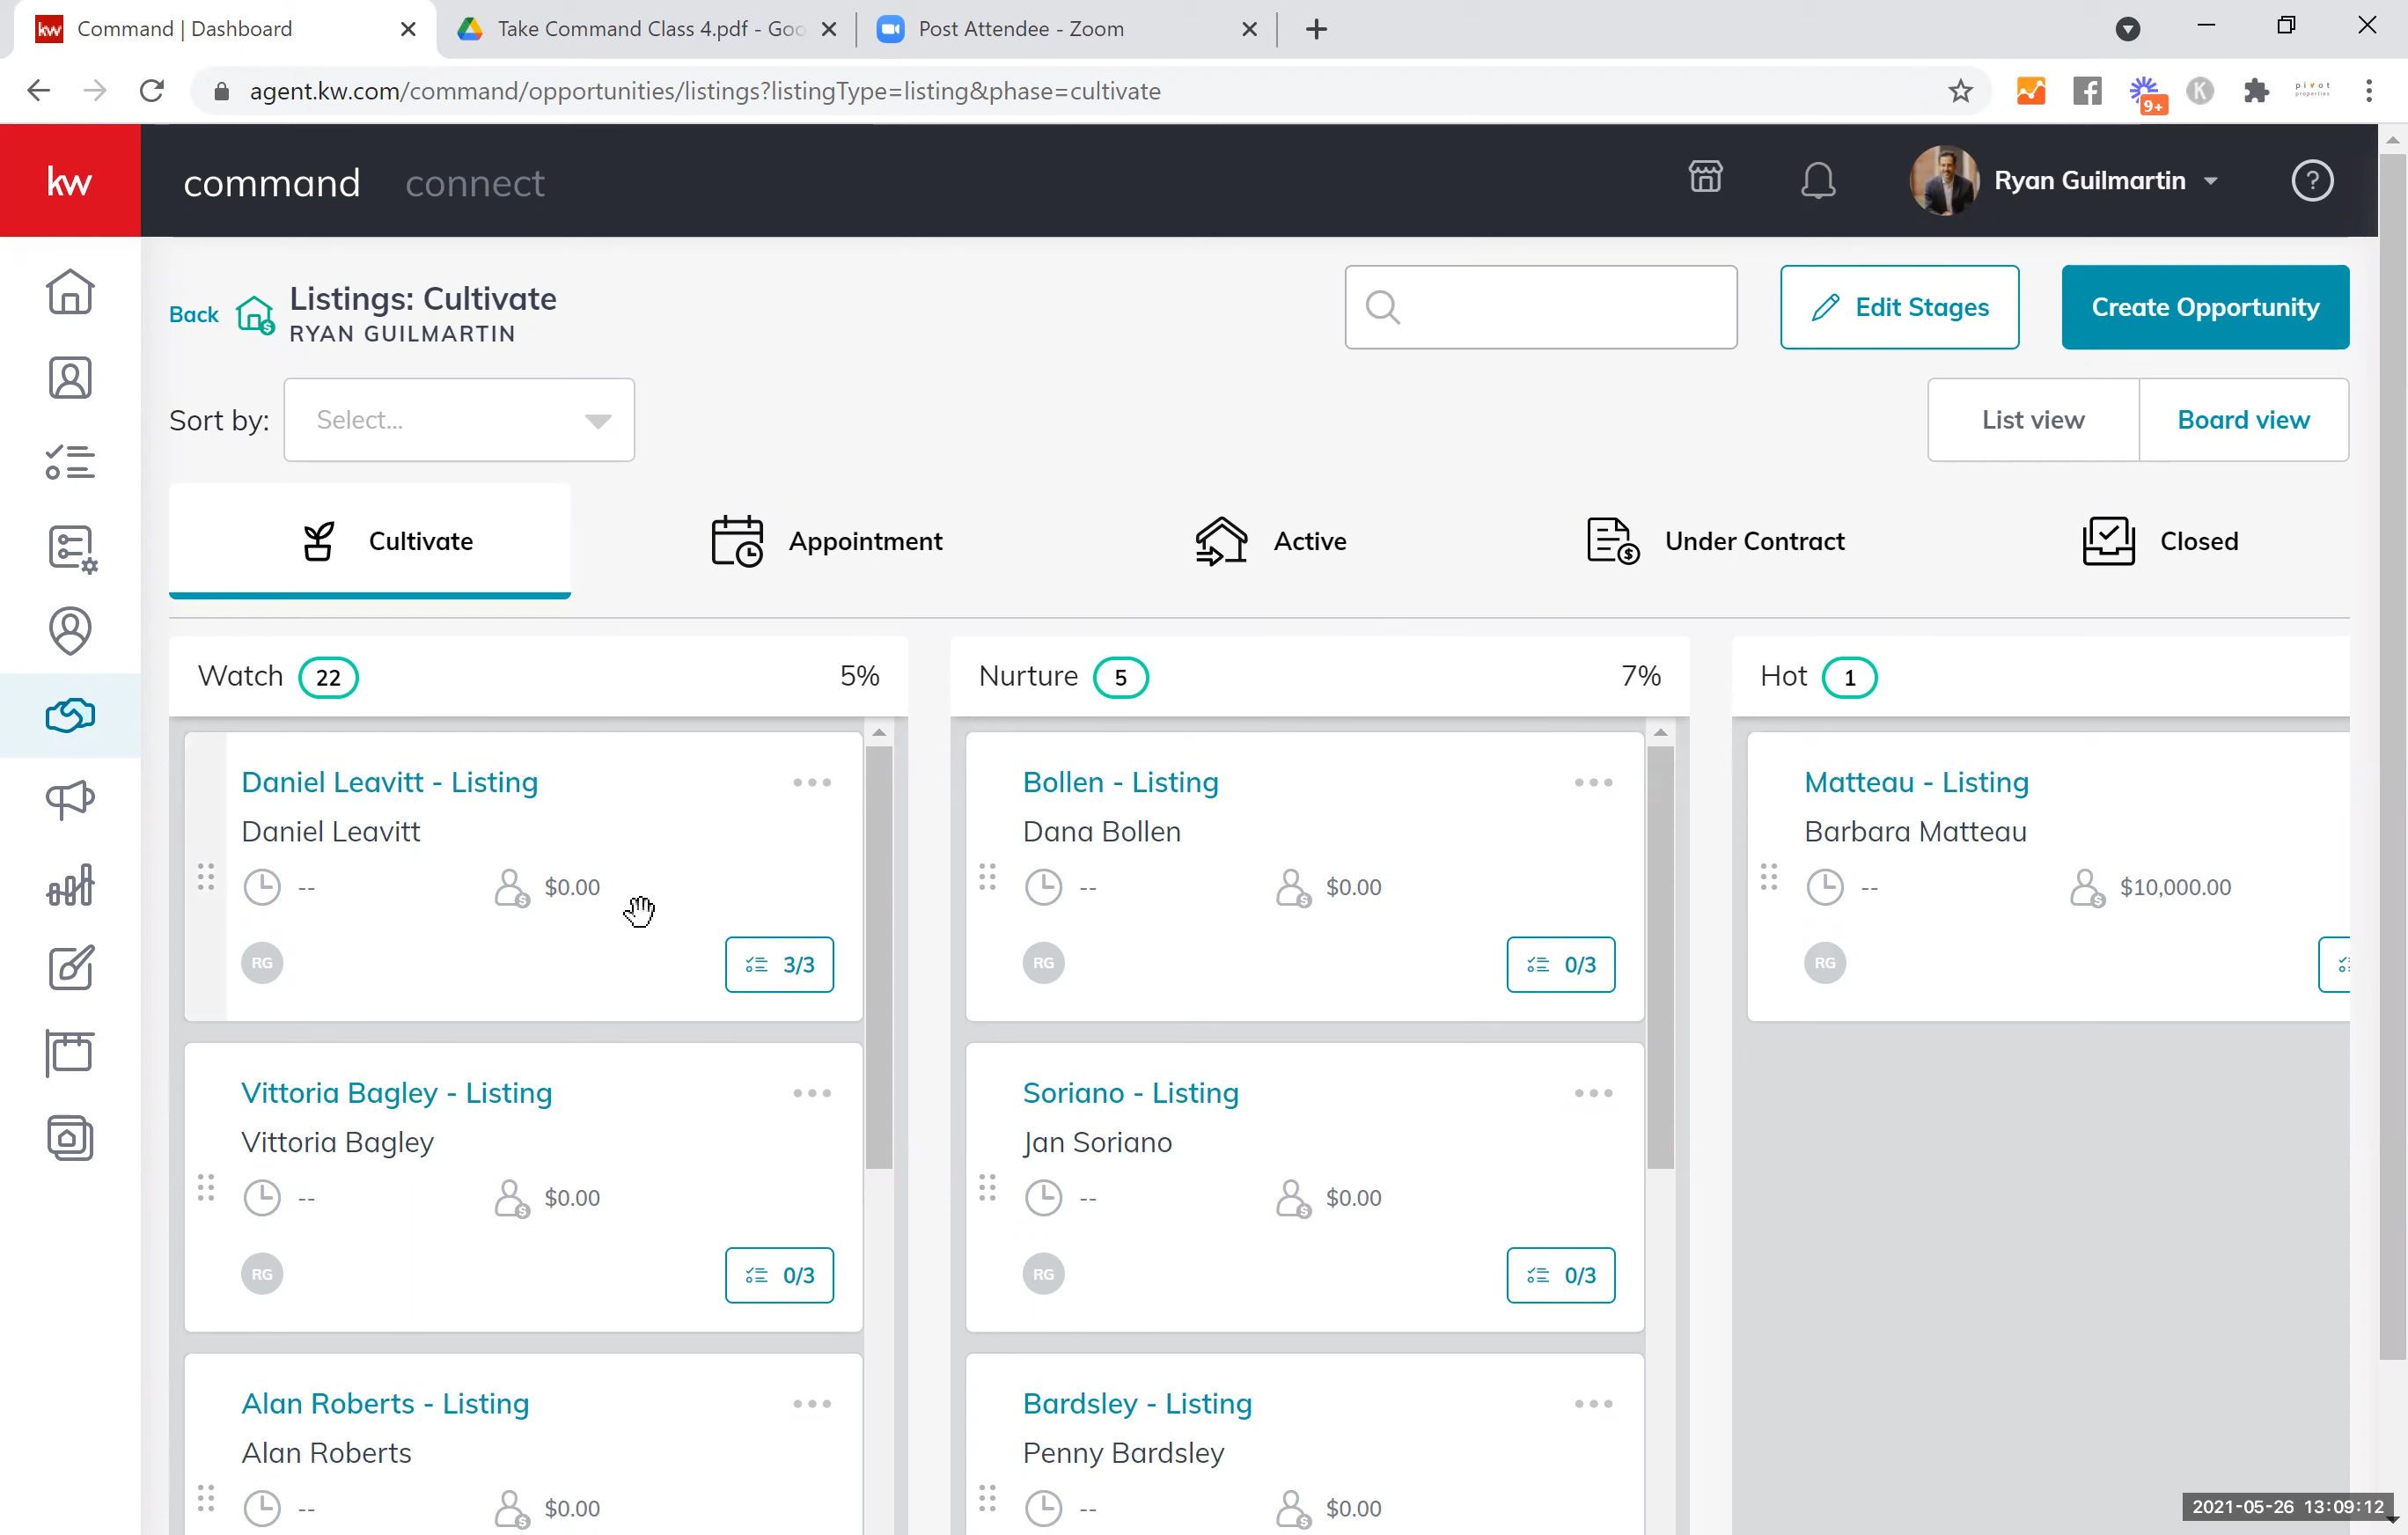 kw Command | Dashboard
Take Command Class 4.pdf - Goo
Post Attendee - Zoom
agent.kw.com/command/opportunities/listings?listingType=listing&phase=cultivate
9+
K
pivot
properties
kw
command
connect
Ryan Guilmartin
?
Back
Listings: Cultivate
RYAN GUILMARTIN
Edit Stages
Create Opportunity
Sort by:
Select...
List view
Board view
Cultivate
Appointment
Active
Under Contract
Closed
Watch 22 5%
Nurture 5 7%
Hot 1
Daniel Leavitt - Listing
Daniel Leavitt
-- $0.00
RG 3/3
Bollen - Listing
Dana Bollen
-- $0.00
RG 0/3
Matteau - Listing
Barbara Matteau
-- $10,000.00
RG
Vittoria Bagley - Listing
Vittoria Bagley
-- $0.00
RG 0/3
Soriano - Listing
Jan Soriano
-- $0.00
RG 0/3
Alan Roberts - Listing
Alan Roberts
-- $0.00
Bardsley - Listing
Penny Bardsley
-- $0.00
2021-05-26 13:09:12